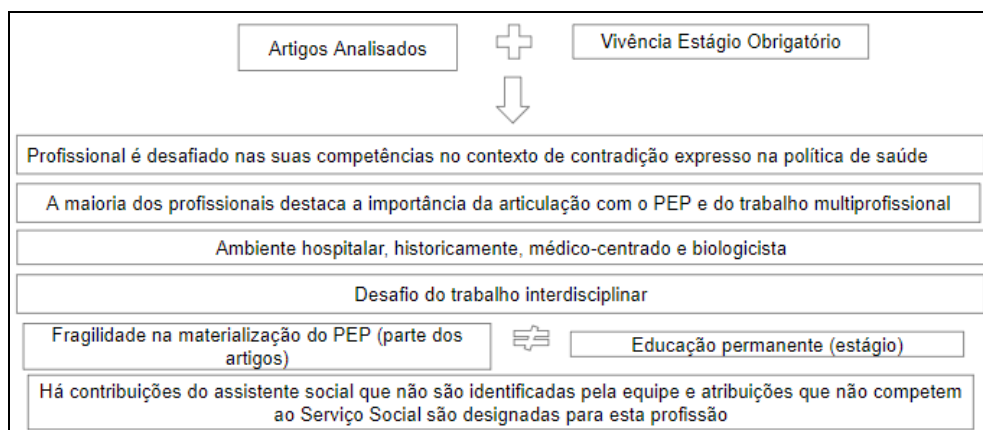 Artigos Analisados
Vivência Estágio Obrigatório
Profissional é desafiado nas suas competências no contexto de contradição expresso na política de saúde
A maioria dos profissionais destaca a importância da articulação com o PEP e do trabalho multiprofissional
Ambiente hospitalar, historicamente, médico-centrado e biologicista
Desafio do trabalho interdisciplinar
Fragilidade na materialização do PEP (parte dos
artigos)
Educação permanente (estágio)
Há contribuições do assistente social que não são identificadas pela equipe e atribuições que não competem
ao Serviço Social são designadas para esta profissão